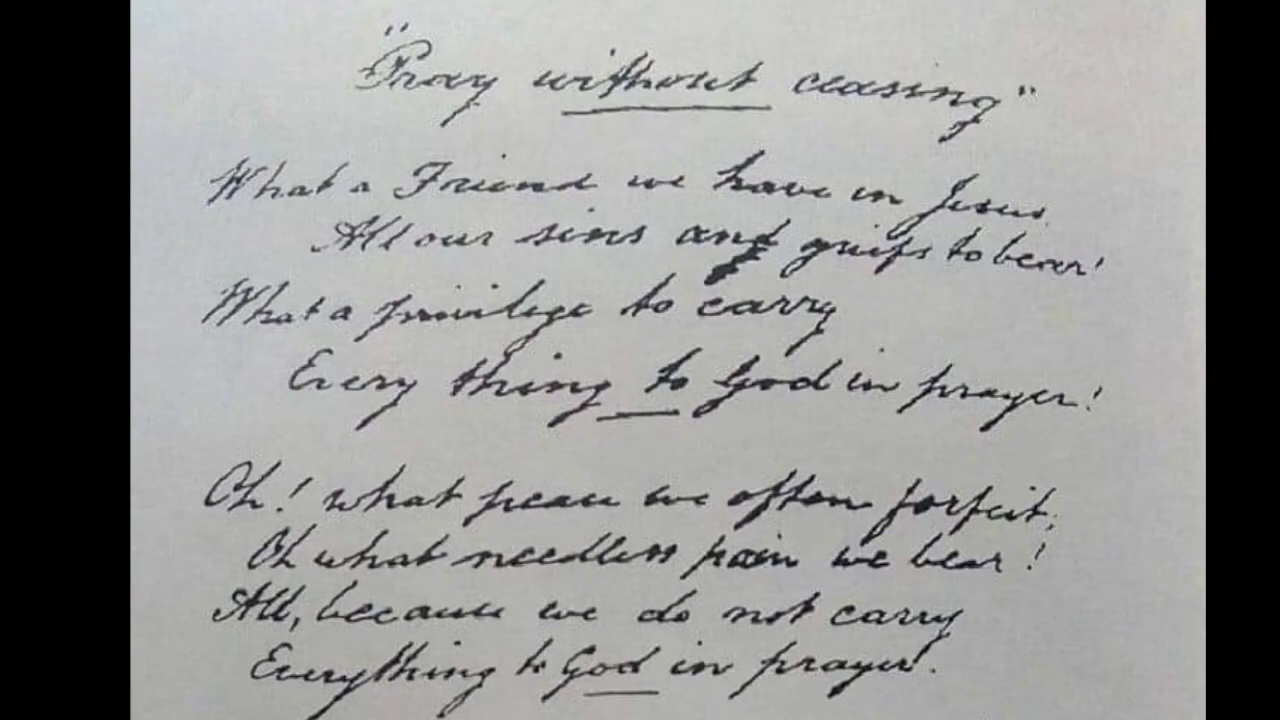 "Pray without ceasing"
What a Friend we have in Jesus
All our sins and griefs to bear!
What a privilege to carry
Every thing to God in prayer!
Oh! what peace we often forfeit,
Oh what needless pain we bear!
All, because we do not carry
Everything to God in prayer.